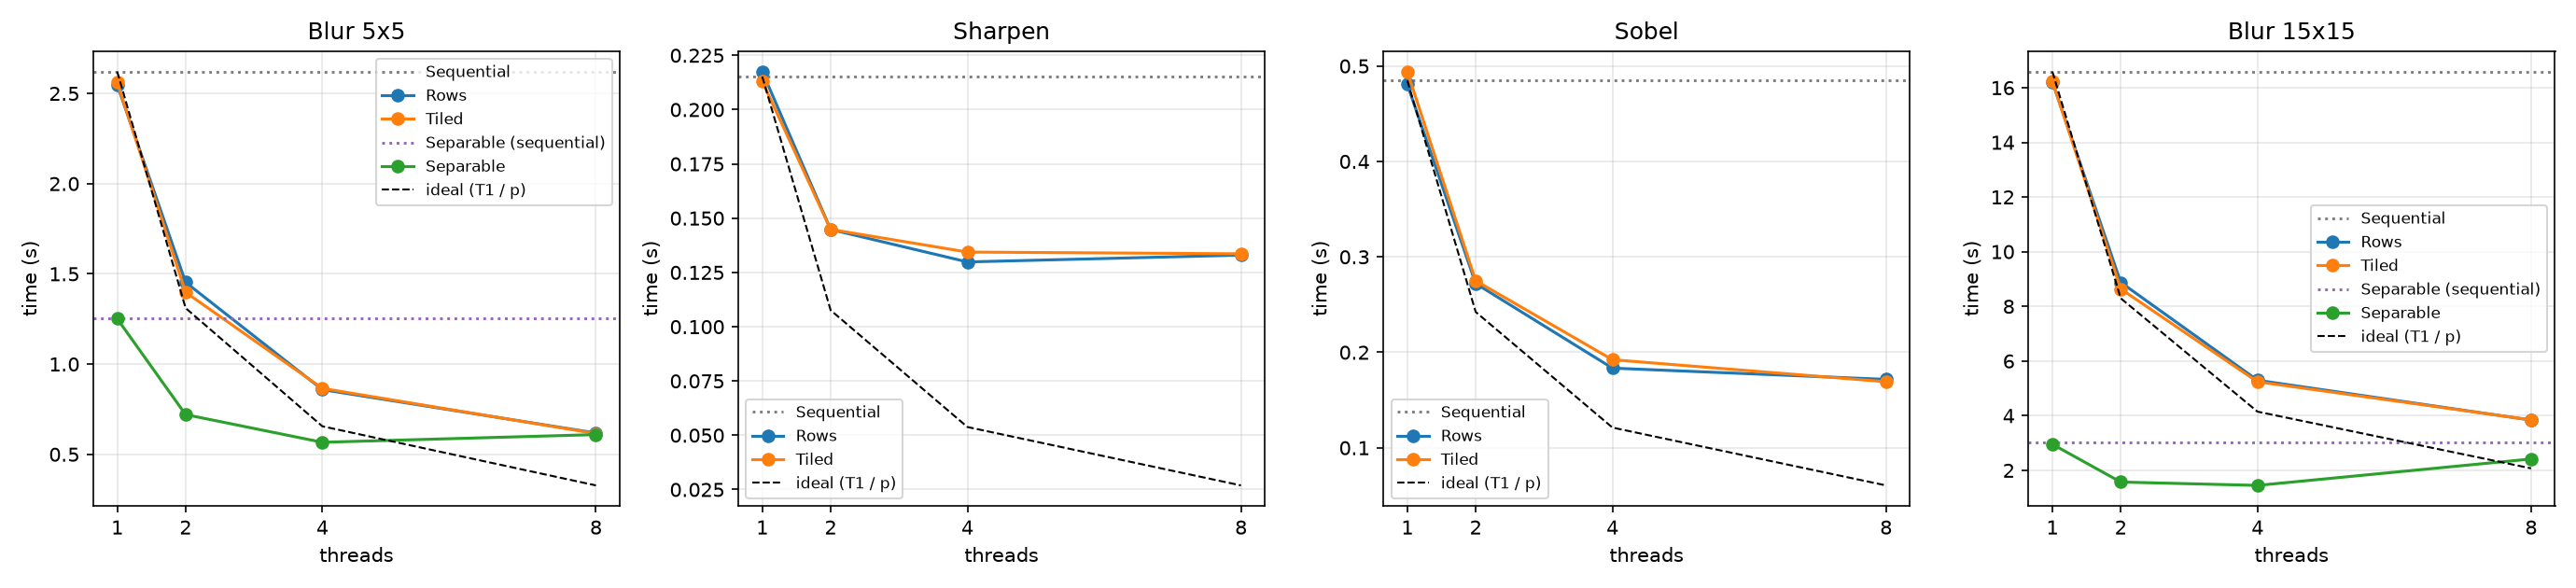 Blur 5x5
time (s)
2.5
2.0
1.5
1.0
0.5
Sequential
Rows
Tiled
Separable (sequential)
Separable
ideal (T1 / p)
1 2 4 8
threads
Sharpen
time (s)
0.225
0.200
0.175
0.150
0.125
0.100
0.075
0.050
0.025
Sequential
Rows
Tiled
ideal (T1 / p)
1 2 4 8
threads
Sobel
time (s)
0.5
0.4
0.3
0.2
0.1
Sequential
Rows
Tiled
ideal (T1 / p)
1 2 4 8
threads
Blur 15x15
time (s)
16
14
12
10
8
6
4
2
Sequential
Rows
Tiled
Separable (sequential)
Separable
ideal (T1 / p)
1 2 4 8
threads